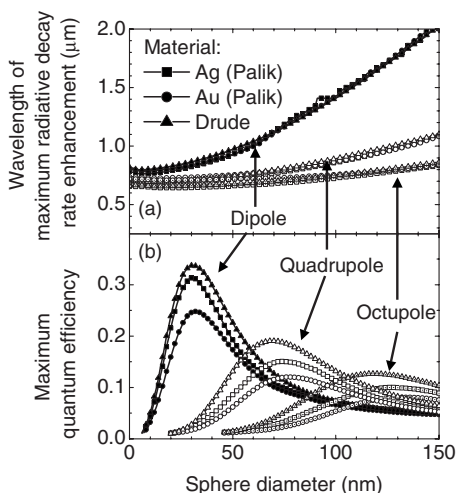 2.0
1.5
1.0
0.5
Wavelength of
maximum radiative decay
rate enhancement (μm)
Material:
Ag (Palik)
Au (Palik)
Drude
(a)
Dipole
(b)
Quadrupole
Octupole
0.3
0.2
0.1
0.0
Maximum
quantum efficiency
0
50
100
150
Sphere diameter (nm)